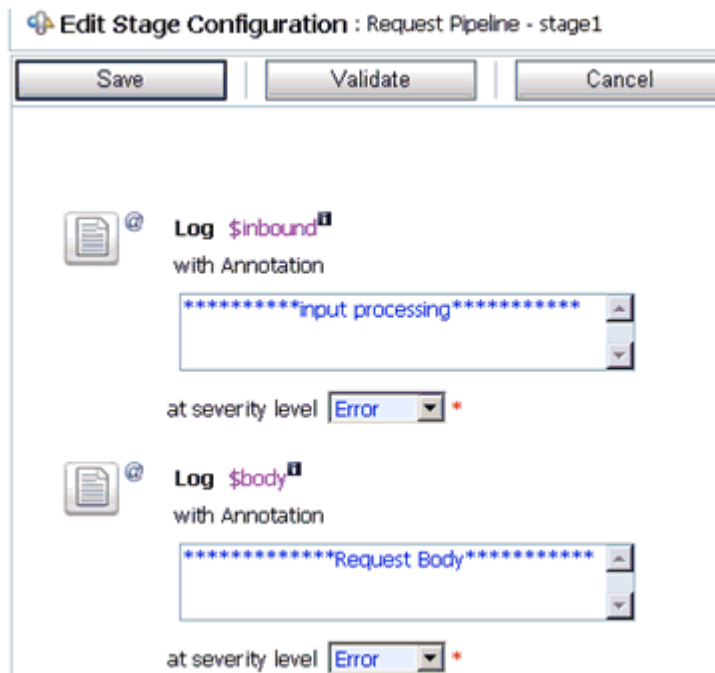 Edit Stage Configuration : Request Pipeline - stage1
Save Validate Cancel
@ Log $inbound i
with Annotation
**********input processing***********
at severity level Error *
@ Log $body i
with Annotation
*************Request Body***********
at severity level Error *